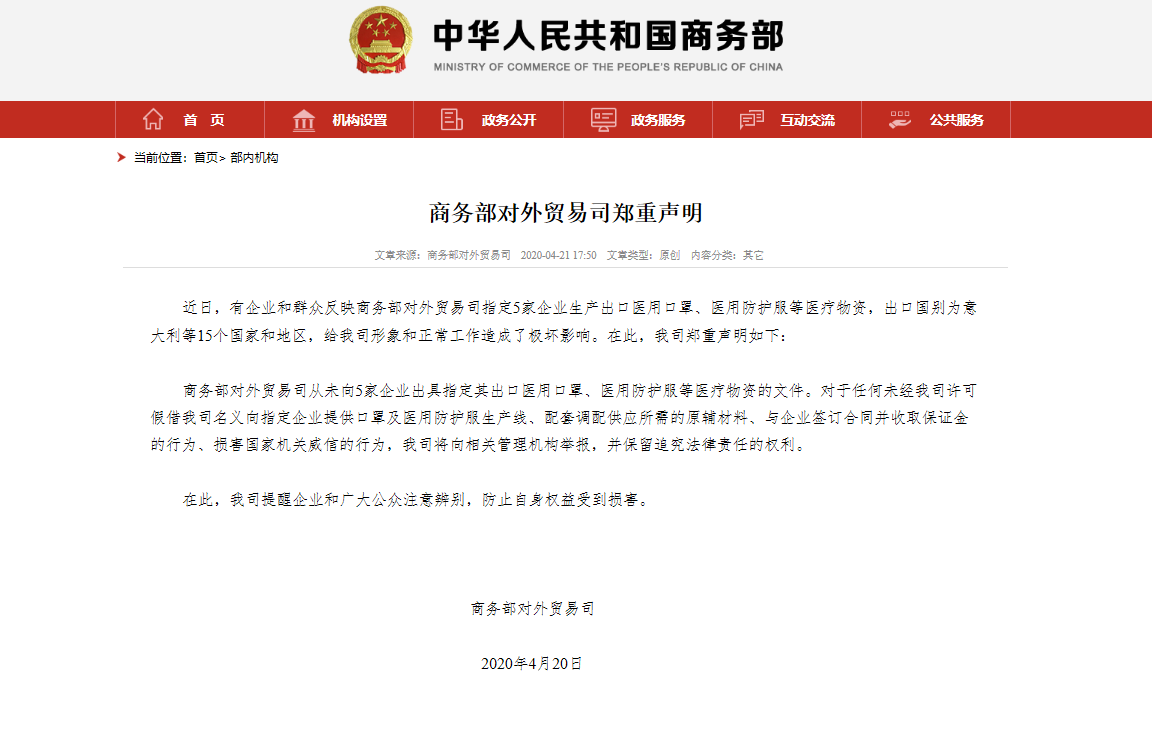 中华人民共和国商务部
MINISTRY OF COMMERCE OF THE PEOPLE'S REPUBLIC OF CHINA
首 页 机构设置 政务公开 政务服务 互动交流 公共服务
当前位置：首页> 部内机构
商务部对外贸易司郑重声明
文章来源：商务部对外贸易司 2020-04-21 17:50 文章类型：原创 内容分类：其它
近日，有企业和群众反映商务部对外贸易司指定5家企业生产出口医用口罩、医用防护服等医疗物资，出口国别为意
大利等15个国家和地区，给我司形象和正常工作造成了极坏影响。在此，我司郑重声明如下：
商务部对外贸易司从未向5家企业出具指定其出口医用口罩、医用防护服等医疗物资的文件。对于任何未经我司许可
假借我司名义向指定企业提供口罩及医用防护服生产线、配套调配供应所需的原辅材料、与企业签订合同并收取保证金
的行为、损害国家机关威信的行为，我司将向相关管理机构举报，并保留追究法律责任的权利。
在此，我司提醒企业和广大公众注意辨别，防止自身权益受到损害。
商务部对外贸易司
2020年4月20日